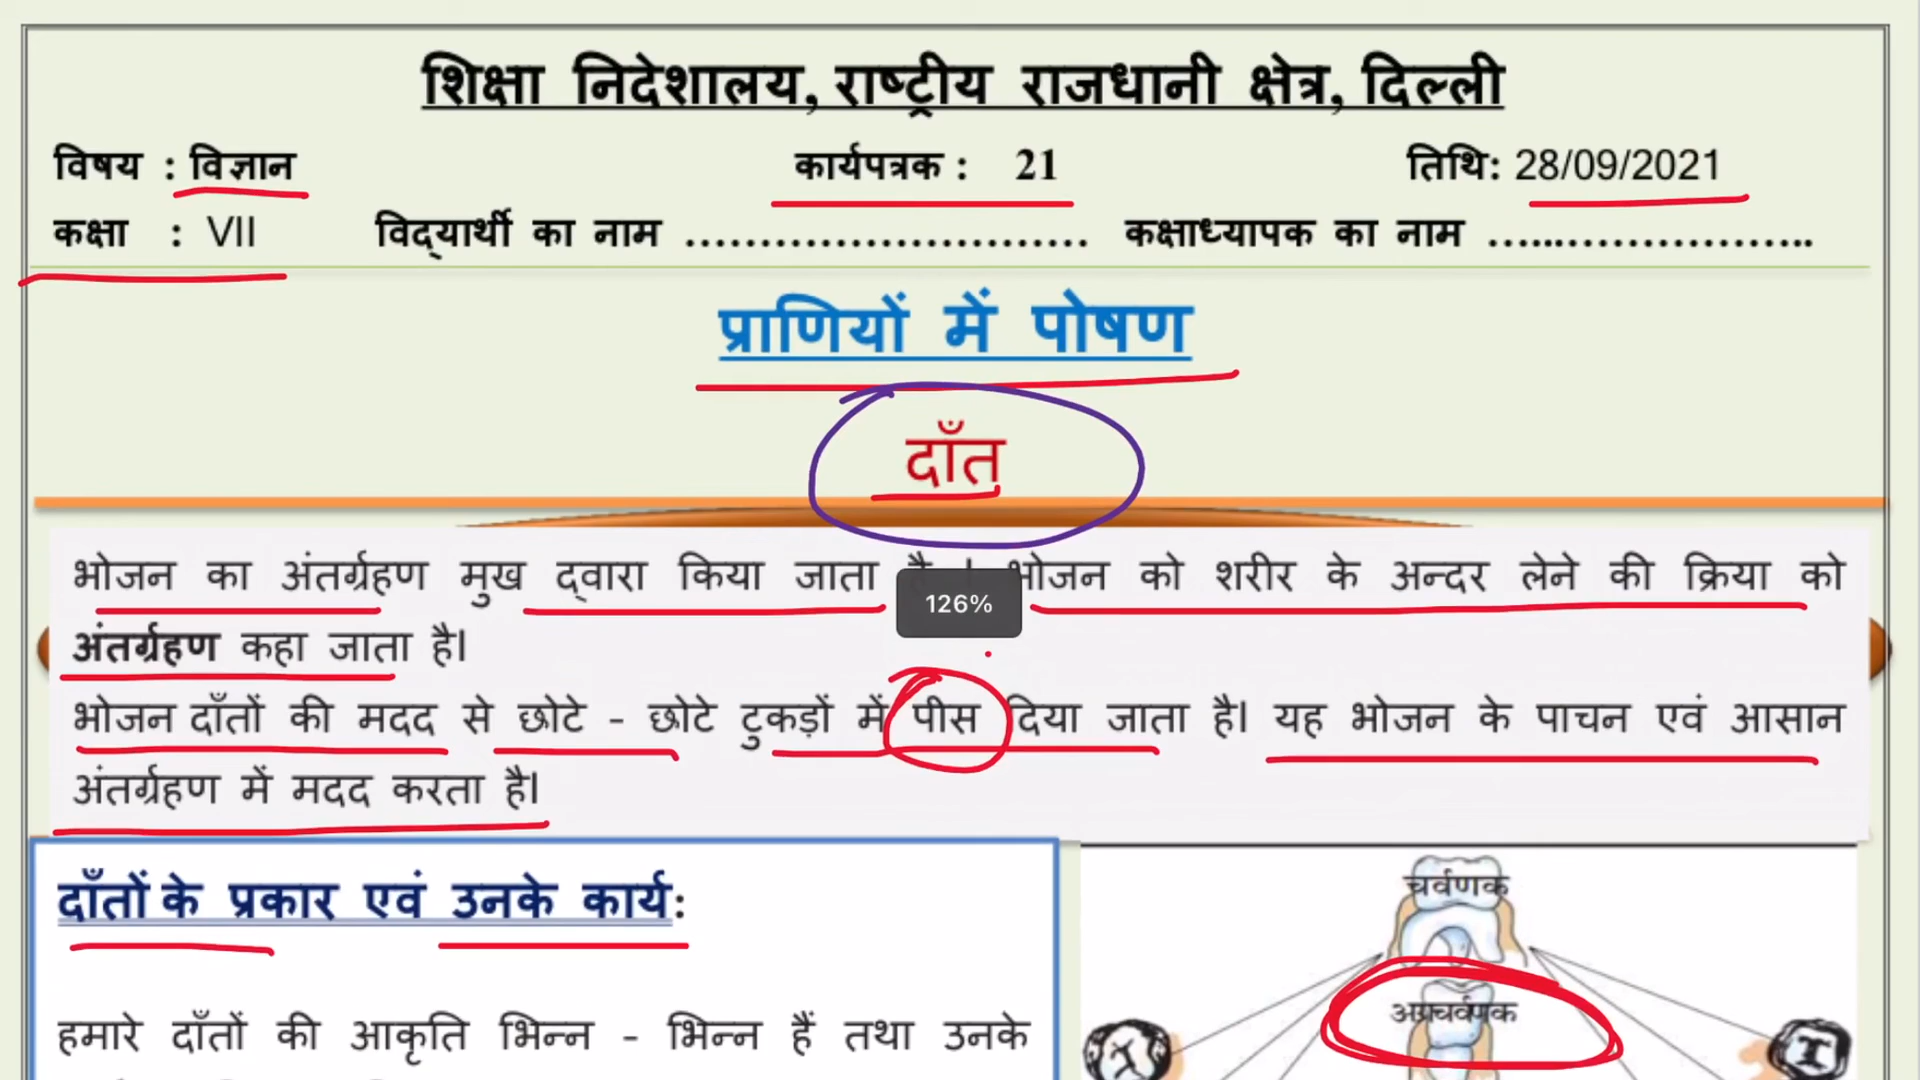 शिक्षा निदेशालय, राष्ट्रीय राजधानी क्षेत्र, दिल्ली
विषय : विज्ञान कार्यपत्रक : 21 तिथि: 28/09/2021
कक्षा : VII विद्यार्थी का नाम ……………………… कक्षाध्यापक का नाम …...……………..
प्राणियों में पोषण
दाँत
भोजन का अंतर्ग्रहण मुख द्वारा किया जाता है । भोजन को शरीर के अन्दर लेने की क्रिया को
126%
अंतर्ग्रहण कहा जाता है।
भोजन दाँतों की मदद से छोटे - छोटे टुकड़ों में पीस दिया जाता है। यह भोजन के पाचन एवं आसान
अंतर्ग्रहण में मदद करता है।
दाँतों के प्रकार एवं उनके कार्य:
हमारे दाँतों की आकृति भिन्न - भिन्न हैं तथा उनके
चर्वणक
अग्रचर्वणक